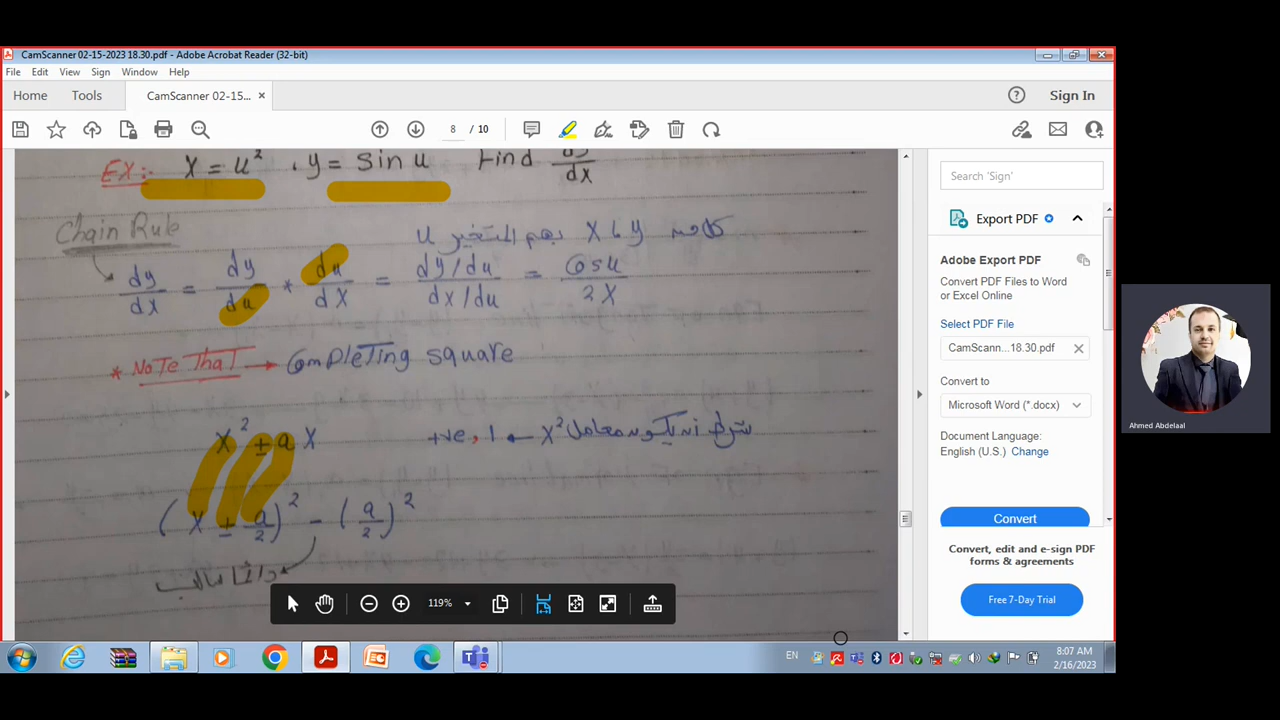 CamScanner 02-15-2023 18.30.pdf - Adobe Acrobat Reader (32-bit)
File Edit View Sign Window Help
Home Tools CamScanner 02-15... ×
8 / 10
Sign In
EX:- X = u² , y = sin u Find dy/dx
Chain Rule
كلا من y و x بهم المتغير u
dy/dx = dy/du * du/dx = (dy/du)/(dx/du) = Cos u/2X
* Note That → Completing square
X² ± a X
شرط ان يكون معامل X² ← 1 , +ve
(X ± a/2)² - (a/2)²
دائما سالب
119%
Search 'Sign'
Export PDF
Adobe Export PDF
Convert PDF Files to Word
or Excel Online
Select PDF File
CamScann...18.30.pdf ×
Convert to
Microsoft Word (*.docx)
Document Language:
English (U.S.) Change
Convert
Convert, edit and e-sign PDF
forms & agreements
Free 7-Day Trial
Ahmed Abdelaal
EN
8:07 AM
2/16/2023